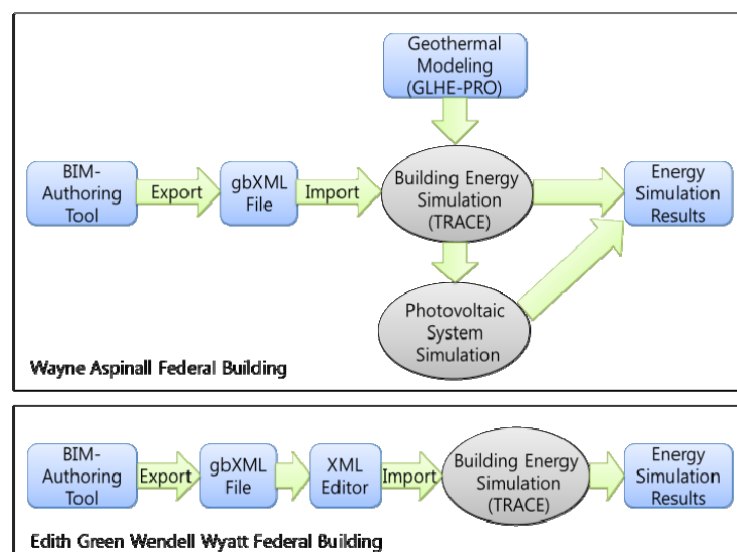 Geothermal
Modeling
(GLHE-PRO)
BIM-
Authoring
Tool
Export
gbXML
File
Import
Building Energy
Simulation
(TRACE)
Energy
Simulation
Results
Photovoltaic
System
Simulation
Wayne Aspinall Federal Building
BIM-
Authoring
Tool
Export
gbXML
File
XML
Editor
Import
Building Energy
Simulation
(TRACE)
Energy
Simulation
Results
Edith Green Wendell Wyatt Federal Building